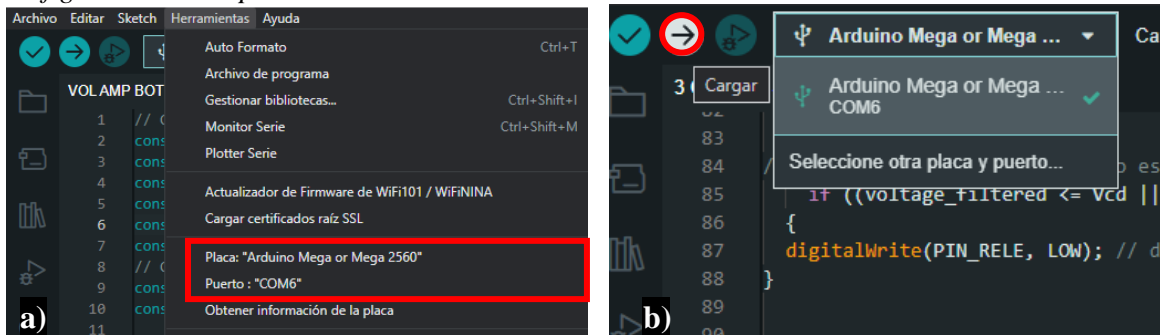 Archivo Editar Sketch Herramientas Ayuda
VOL AMP BOT
Auto Formato Ctrl+T
Archivo de programa
Gestionar bibliotecas... Ctrl+Shift+I
Monitor Serie Ctrl+Shift+M
Plotter Serie
Actualizador de Firmware de WiFi101 / WiFiNINA
Cargar certificados raíz SSL
Placa: "Arduino Mega or Mega 2560"
Puerto : "COM6"
Obtener información de la placa
1 //
2 cons
3 cons
4 cons
5 cons
6 cons
7 cons
8 //
9 cons
10 cons
11
a)
Arduino Mega or Mega ... Ca
3 Cargar
Arduino Mega or Mega ...
COM6
Seleccione otra placa y puerto...
83
84 / o es
85 if ((voltage_filtered <= Vcd ||
86 {
87 digitalWrite(PIN_RELE, LOW); // d
88 }
89
90
b)